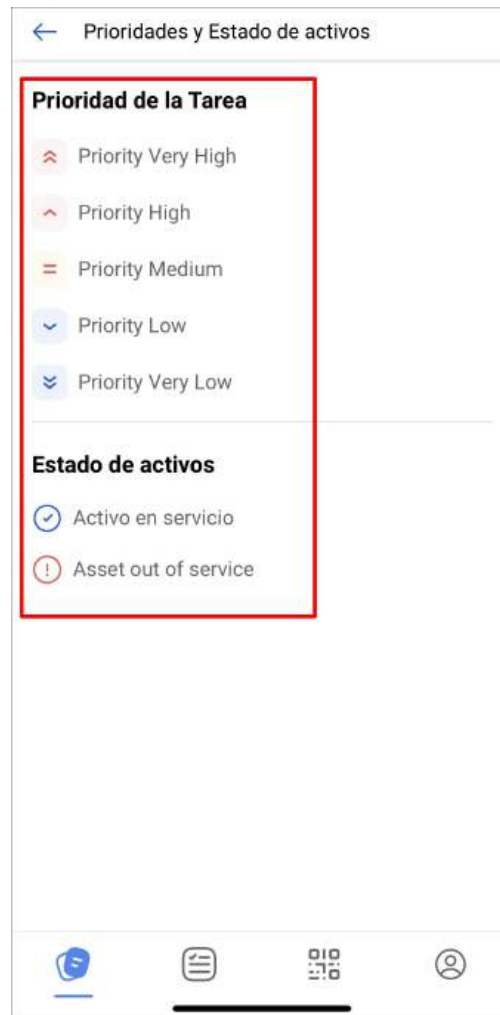 Prioridades y Estado de activos
Prioridad de la Tarea
Priority Very High
Priority High
Priority Medium
Priority Low
Priority Very Low
Estado de activos
Activo en servicio
Asset out of service